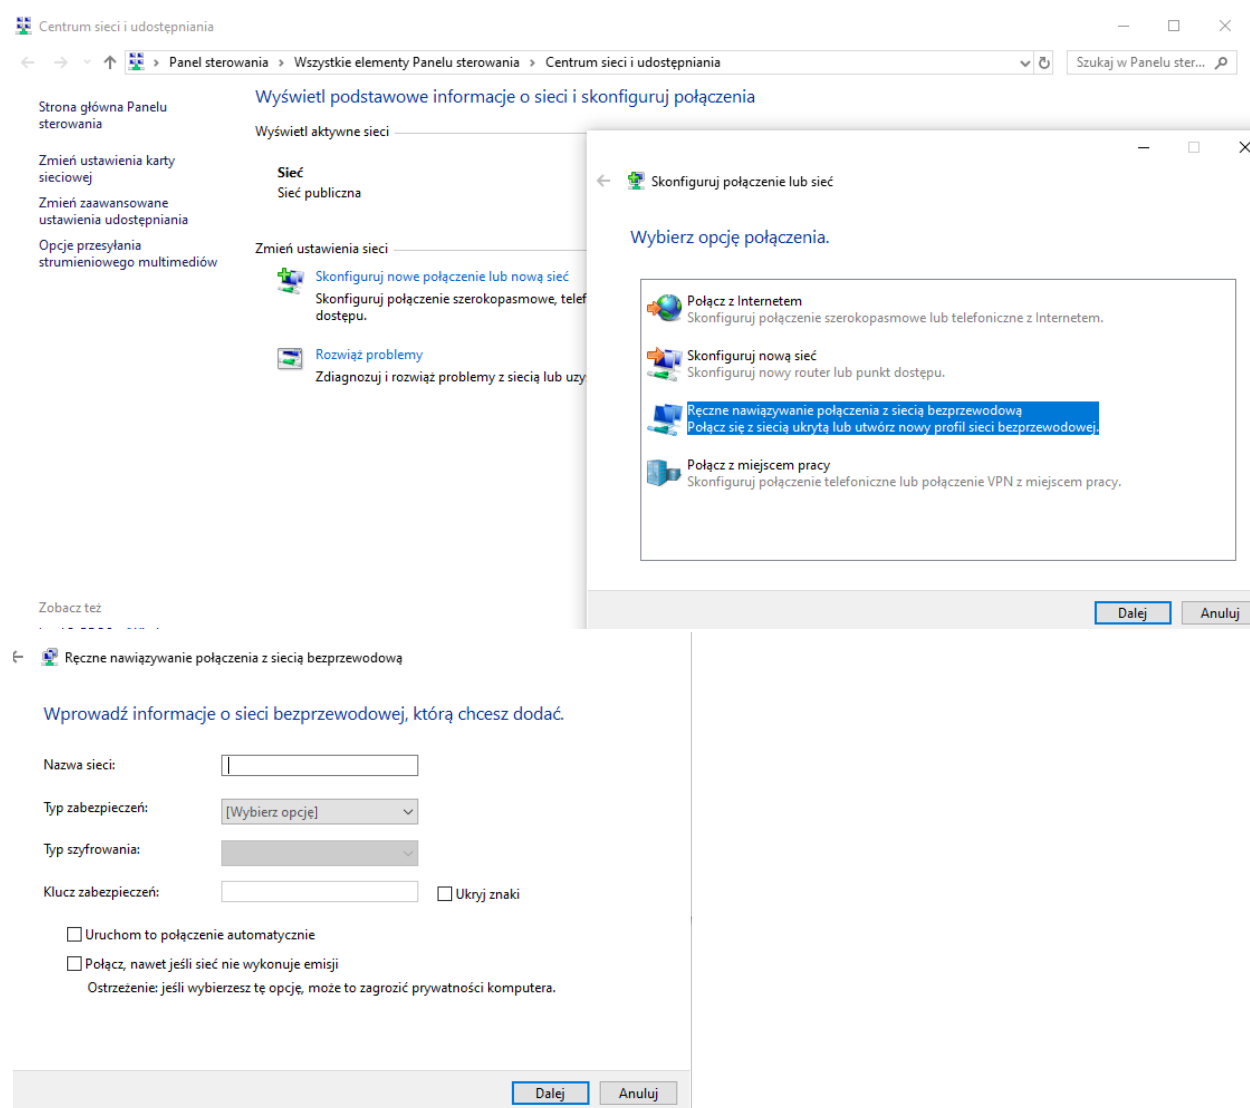 Centrum sieci i udostępniania
Panel sterowania > Wszystkie elementy Panelu sterowania > Centrum sieci i udostępniania
Szukaj w Panelu ster...
Strona główna Panelu
sterowania
Zmień ustawienia karty
sieciowej
Zmień zaawansowane
ustawienia udostępniania
Opcje przesyłania
strumieniowego multimediów
Zobacz też
Wyświetl podstawowe informacje o sieci i skonfiguruj połączenia
Wyświetl aktywne sieci
Sieć
Sieć publiczna
Zmień ustawienia sieci
Skonfiguruj nowe połączenie lub nową sieć
Skonfiguruj połączenie szerokopasmowe, telef
dostępu.
Rozwiąż problemy
Zdiagnozuj i rozwiąż problemy z siecią lub uzy
Skonfiguruj połączenie lub sieć
Wybierz opcję połączenia.
Połącz z Internetem
Skonfiguruj połączenie szerokopasmowe lub telefoniczne z Internetem.
Skonfiguruj nową sieć
Skonfiguruj nowy router lub punkt dostępu.
Ręczne nawiązywanie połączenia z siecią bezprzewodową
Połącz się z siecią ukrytą lub utwórz nowy profil sieci bezprzewodowej.
Połącz z miejscem pracy
Skonfiguruj połączenie telefoniczne lub połączenie VPN z miejscem pracy.
Dalej
Anuluj
Ręczne nawiązywanie połączenia z siecią bezprzewodową
Wprowadź informacje o sieci bezprzewodowej, którą chcesz dodać.
Nazwa sieci:
Typ zabezpieczeń:
[Wybierz opcję]
Typ szyfrowania:
Klucz zabezpieczeń:
Ukryj znaki
Uruchom to połączenie automatycznie
Połącz, nawet jeśli sieć nie wykonuje emisji
Ostrzeżenie: jeśli wybierzesz tę opcję, może to zagrozić prywatności komputera.
Dalej
Anuluj